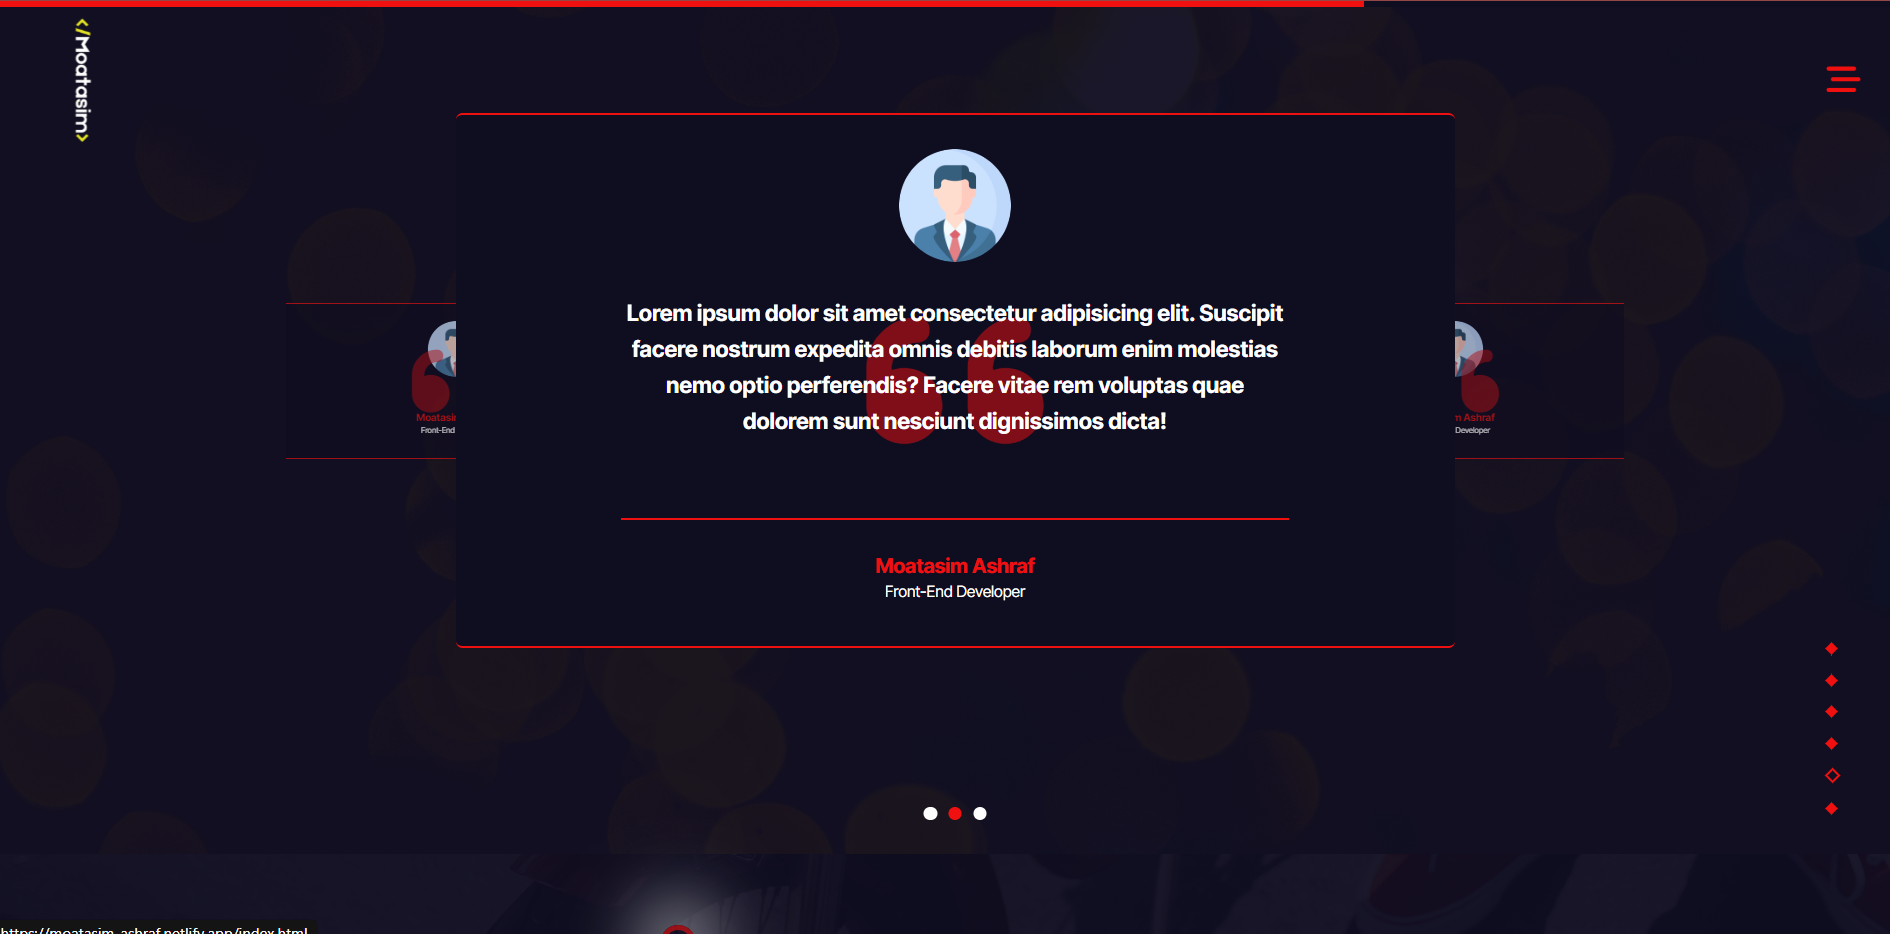 </Moatasim>
Lorem ipsum dolor sit amet consectetur adipisicing elit. Suscipit
facere nostrum expedita omnis debitis laborum enim molestias
nemo optio perferendis? Facere vitae rem voluptas quae
dolorem sunt nesciunt dignissimos dicta!
Moatasim
m Ashraf
Front-End
Developer
Moatasim Ashraf
Front-End Developer
https://moatasim-ashraf.netlify.app/index.html